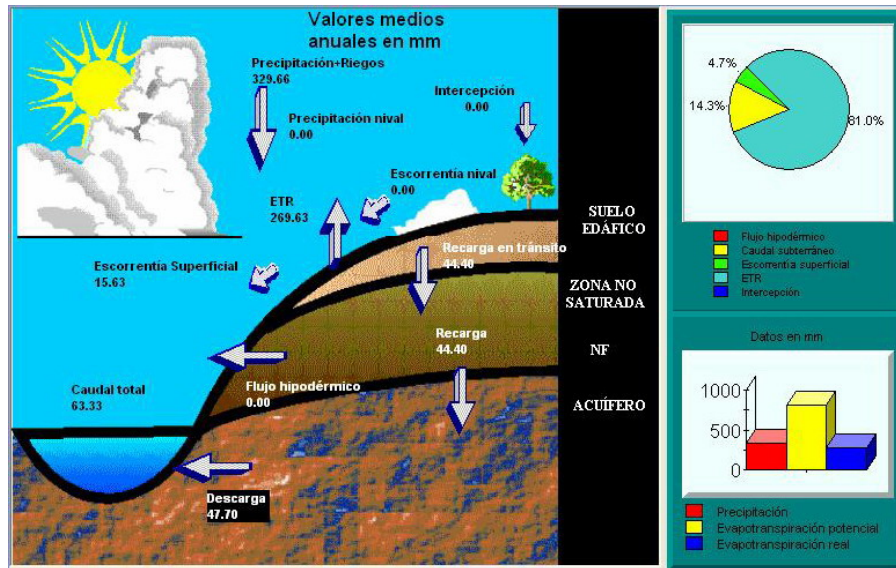 Valores medios
anuales en mm
Precipitación+Riegos
329.66
Intercepción
0.00
Precipitación nival
0.00
Escorrentía nival
0.00
ETR
269.63
SUELO
EDÁFICO
Recarga en tránsito
44.40
Escorrentía Superficial
15.63
ZONA NO
SATURADA
Recarga
44.40
NF
Caudal total
63.33
Flujo hipodérmico
0.00
ACUÍFERO
Descarga
47.70
4.7%
14.3%
81.0%
Flujo hipodérmico
Caudal subterráneo
Escorrentía superficial
ETR
Intercepción
Datos en mm
1000
500
0
Precipitación
Evapotranspiración potencial
Evapotranspiración real